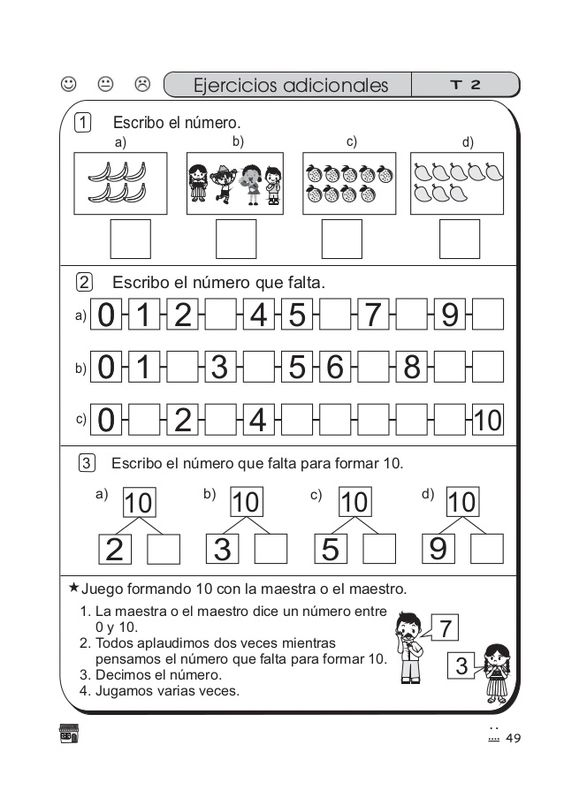 Ejercicios adicionales T 2
1 Escribo el número.
a) b) c) d)
2 Escribo el número que falta.
a) 0 1 2 4 5 7 9
b) 0 1 3 5 6 8
c) 0 2 4 10
3 Escribo el número que falta para formar 10.
a) 10 b) 10 c) 10 d) 10
2 3 5 9
★Juego formando 10 con la maestra o el maestro.
1. La maestra o el maestro dice un número entre
0 y 10.
2. Todos aplaudimos dos veces mientras
pensamos el número que falta para formar 10.
3. Decimos el número.
4. Jugamos varias veces.
7
3
49